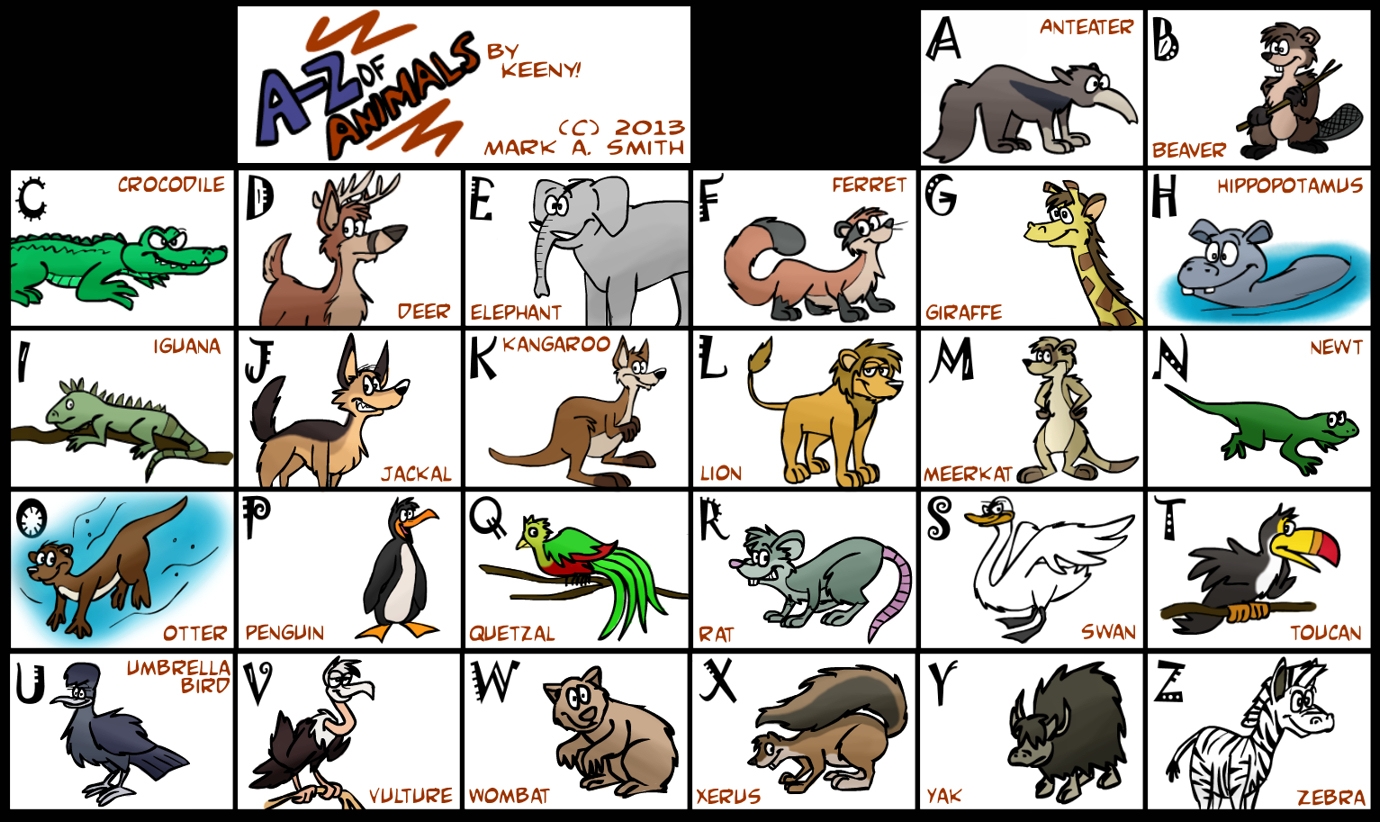 A-Z OF
ANIMALS
BY
KEENY!
(C) 2013
MARK A. SMITH
A
ANTEATER
B
BEAVER
C
CROCODILE
D
DEER
E
ELEPHANT
F
FERRET
G
GIRAFFE
H
HIPPOPOTAMUS
I
IGUANA
J
JACKAL
K
KANGAROO
L
LION
M
MEERKAT
N
NEWT
O
OTTER
P
PENGUIN
Q
QUETZAL
R
RAT
S
SWAN
T
TOUCAN
U
UMBRELLA
BIRD
V
VULTURE
W
WOMBAT
X
XERUS
Y
YAK
Z
ZEBRA